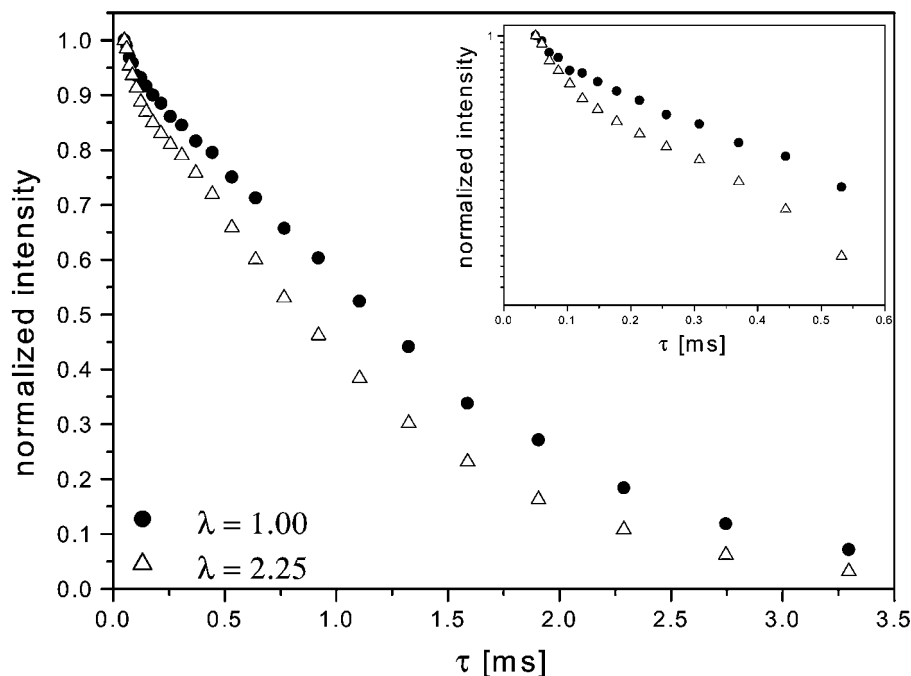 normalized intensity
1.0
0.9
0.8
0.7
0.6
0.5
0.4
0.3
0.2
0.1
0.0
0.0 0.5 1.0 1.5 2.0 2.5 3.0 3.5
τ [ms]
λ = 1.00
λ = 2.25
normalized intensity
1
0.0 0.1 0.2 0.3 0.4 0.5 0.6
τ [ms]